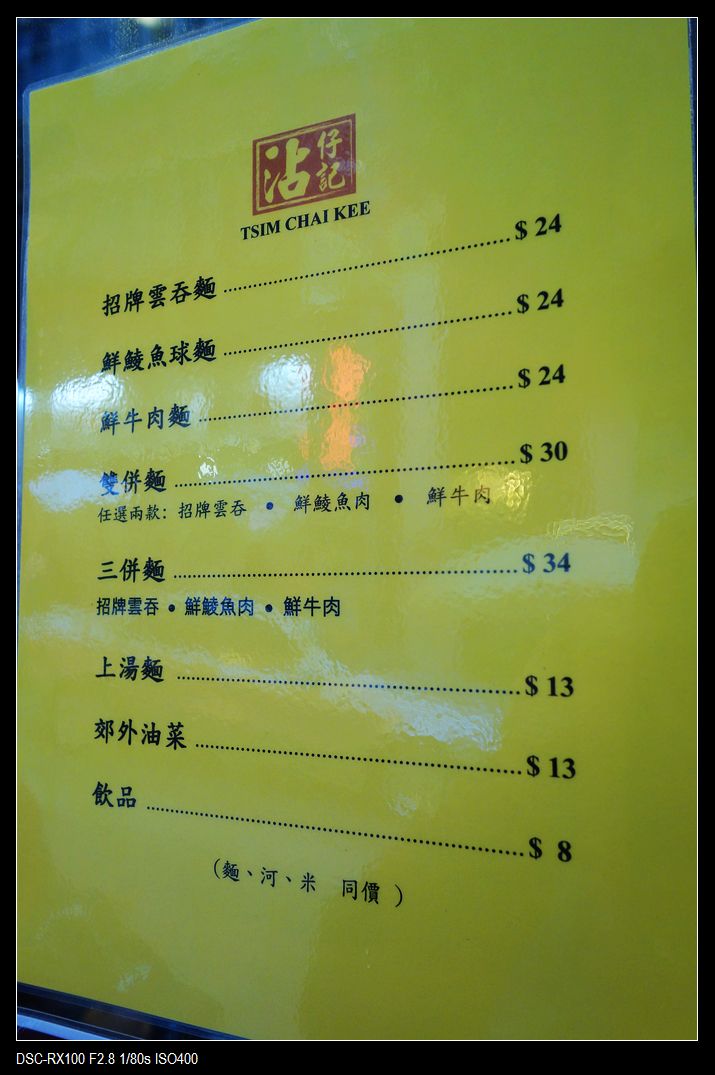 沾仔記
TSIM CHAI KEE
招牌雲吞麵 $ 24
鮮鯪魚球麵 $ 24
鮮牛肉麵 $ 24
雙併麵 $ 30
任選兩款: 招牌雲吞 • 鮮鯪魚肉 • 鮮牛肉
三併麵 $ 34
招牌雲吞 • 鮮鯪魚肉 • 鮮牛肉
上湯麵 $ 13
郊外油菜 $ 13
飲品 $ 8
(麵、河、米 同價 )
DSC-RX100 F2.8 1/80s ISO400